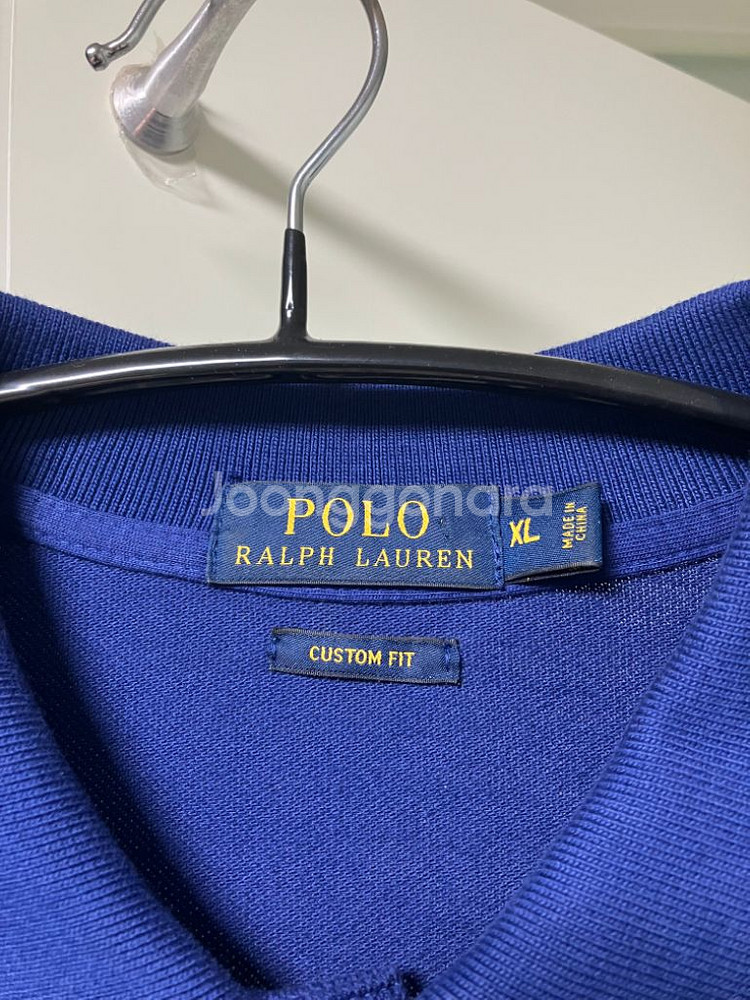 Joonggonara
POLO
RALPH LAUREN
XL
MADE IN
CHINA
CUSTOM FIT